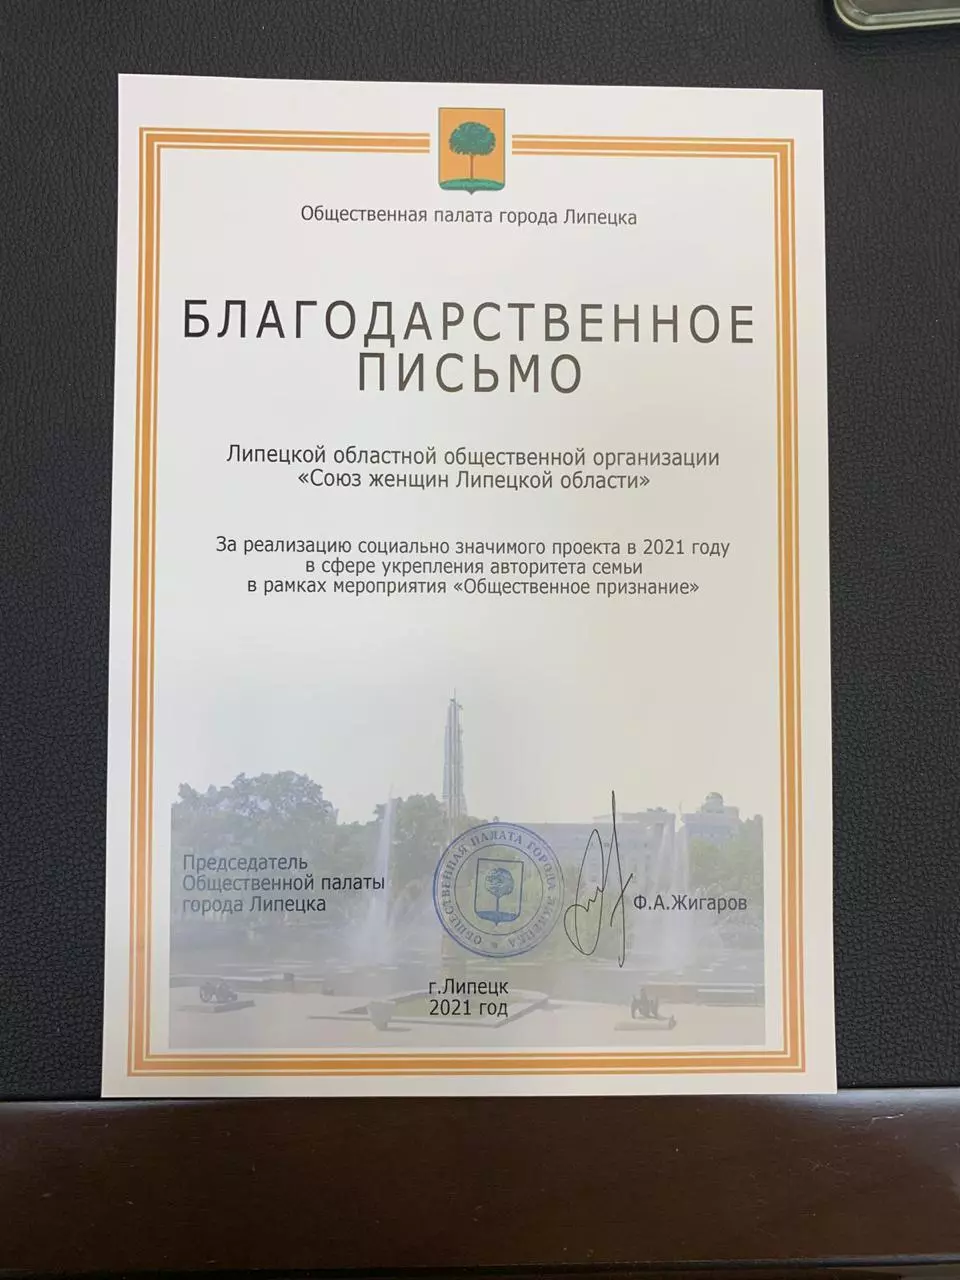 Общественная палата города Липецка
БЛАГОДАРСТВЕННОЕ
ПИСЬМО
Липецкой областной общественной организации
«Союз женщин Липецкой области»
За реализацию социально значимого проекта в 2021 году
в сфере укрепления авторитета семьи
в рамках мероприятия «Общественное признание»
Председатель
Общественной палаты
города Липецка
ОБЩЕСТВЕННАЯ ПАЛАТА ГОРОДА ЛИПЕЦКА
Ф.А.Жигаров
г.Липецк
2021 год